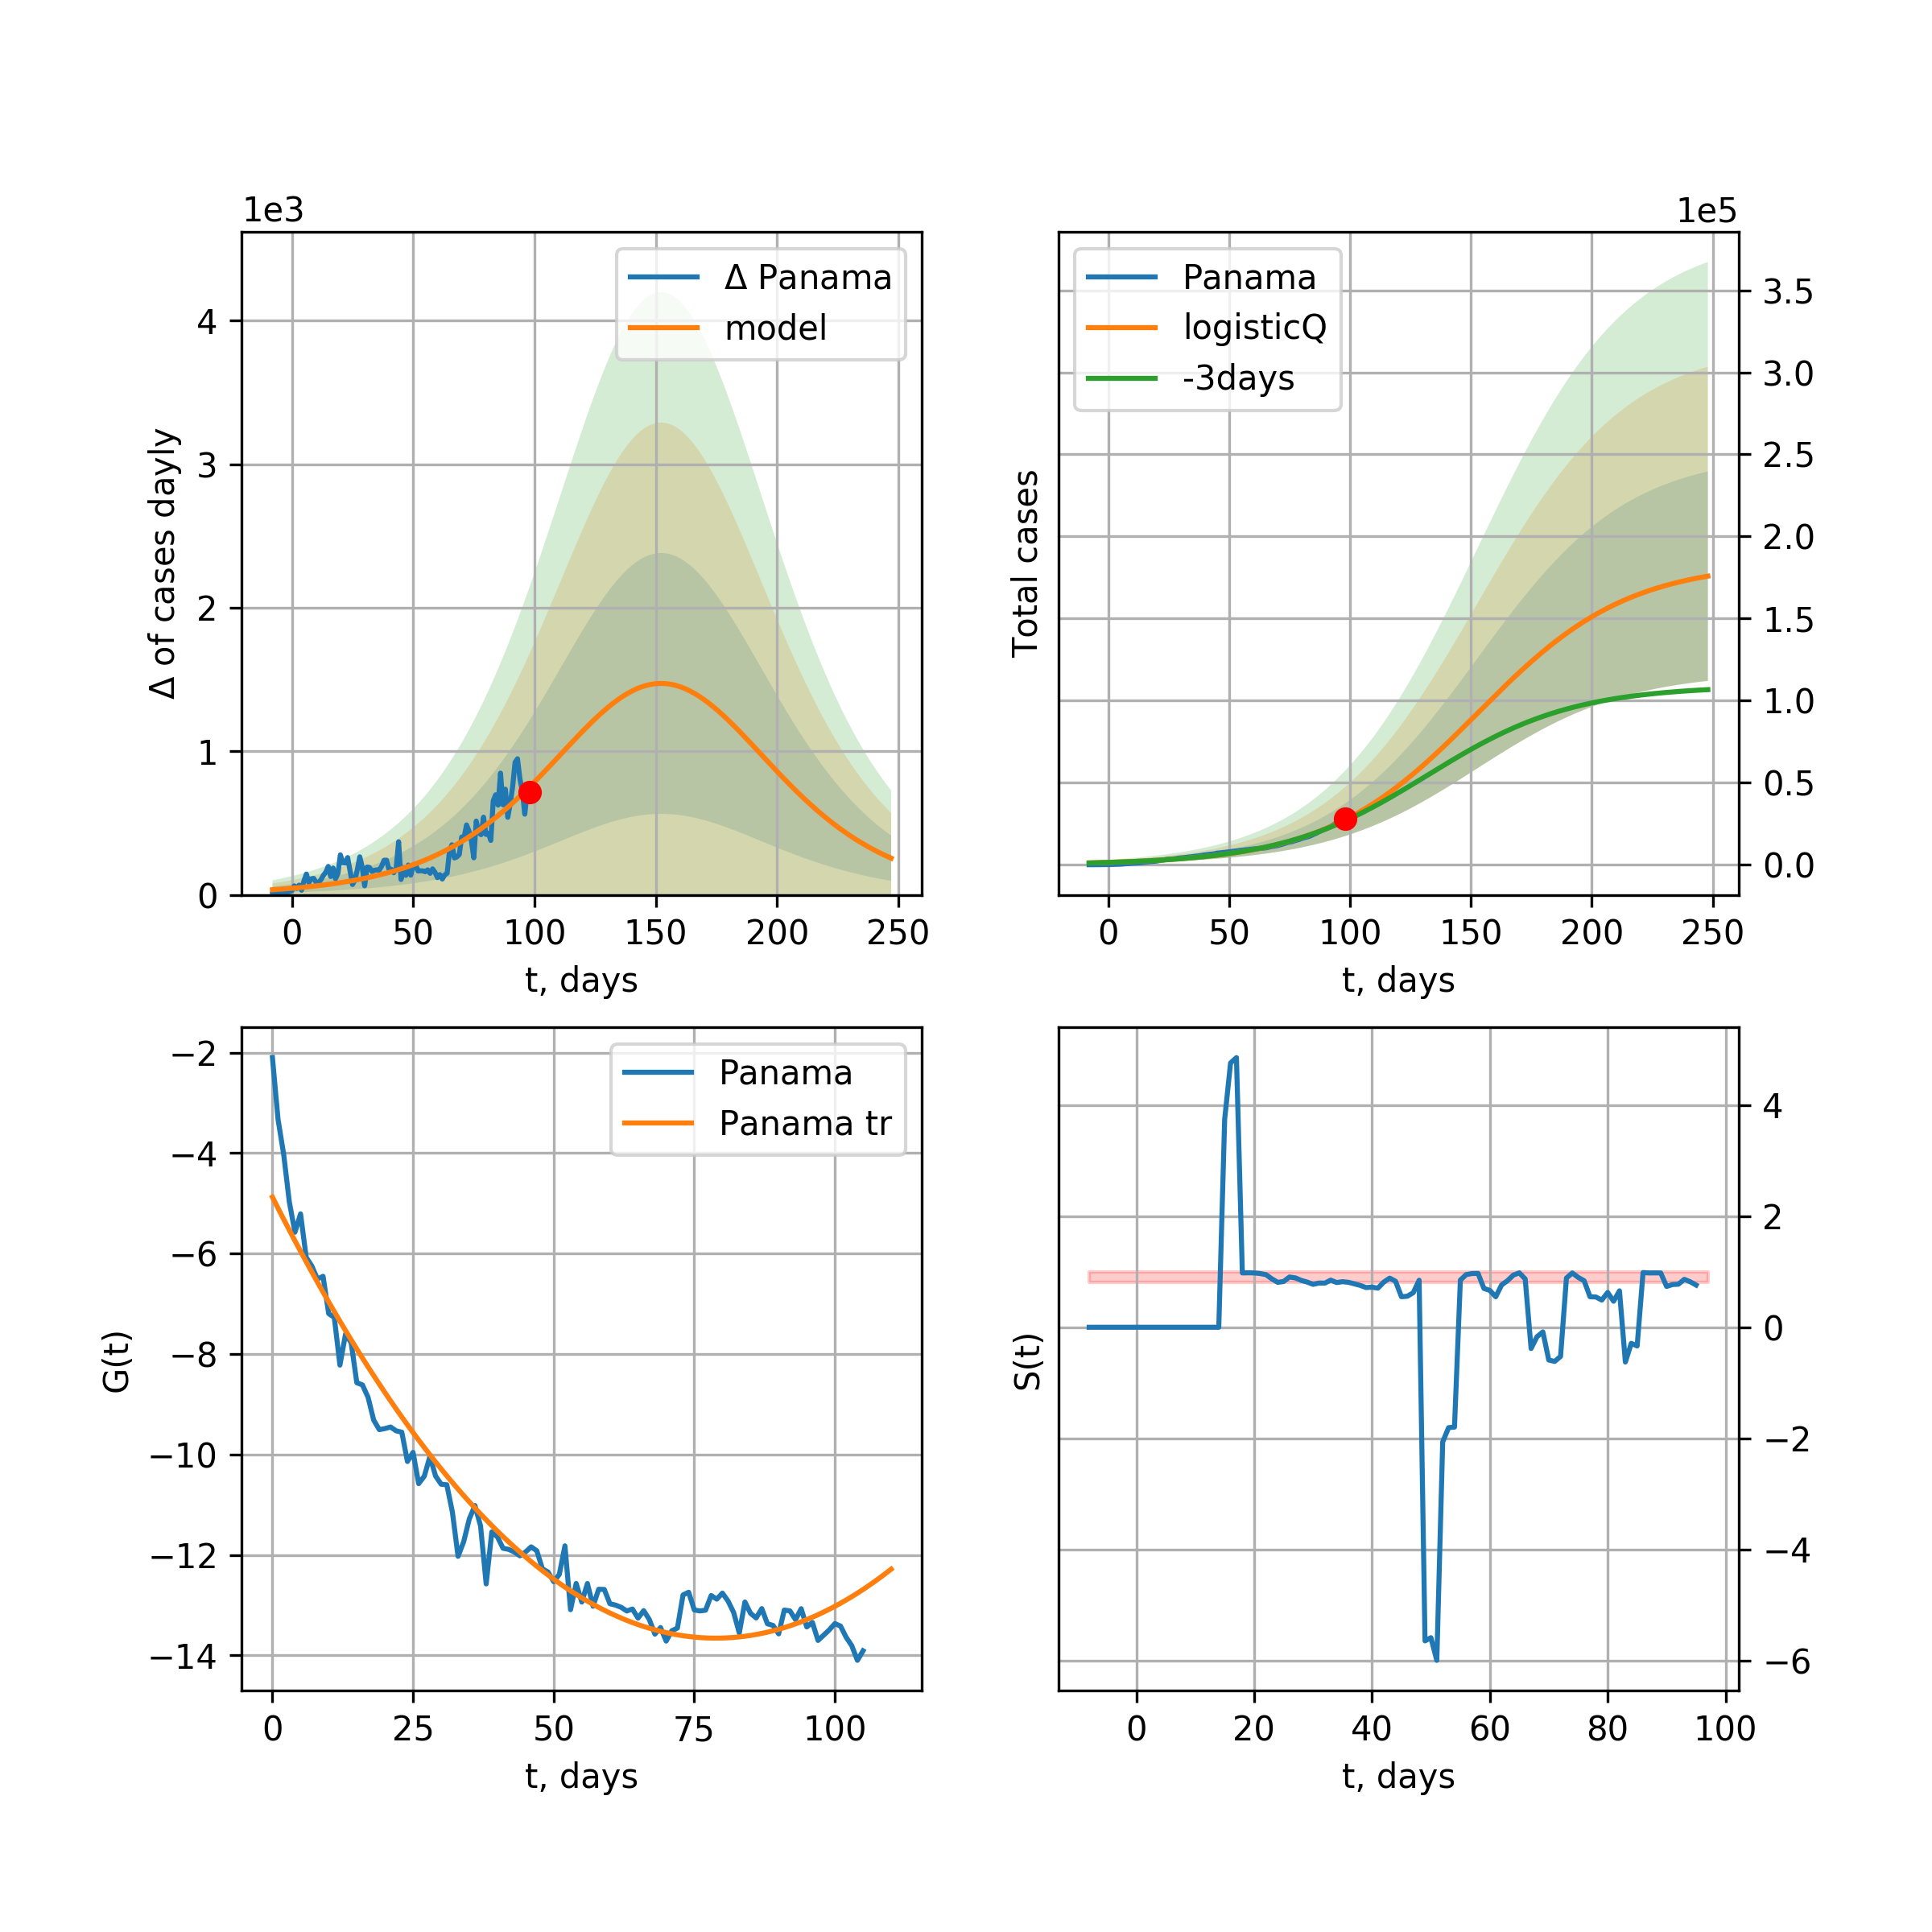 1e3
Δ Panama
model
4
3
2
1
0
Δ of cases dayly
0 50 100 150 200 250
t, days
1e5
Panama
logisticQ
-3days
3.5
3.0
2.5
2.0
1.5
1.0
0.5
0.0
Total cases
0 50 100 150 200 250
t, days
Panama
Panama tr
−2
−4
−6
−8
−10
−12
−14
G(t)
0 25 50 75 100
t, days
4
2
0
−2
−4
−6
S(t)
0 20 40 60 80 100
t, days